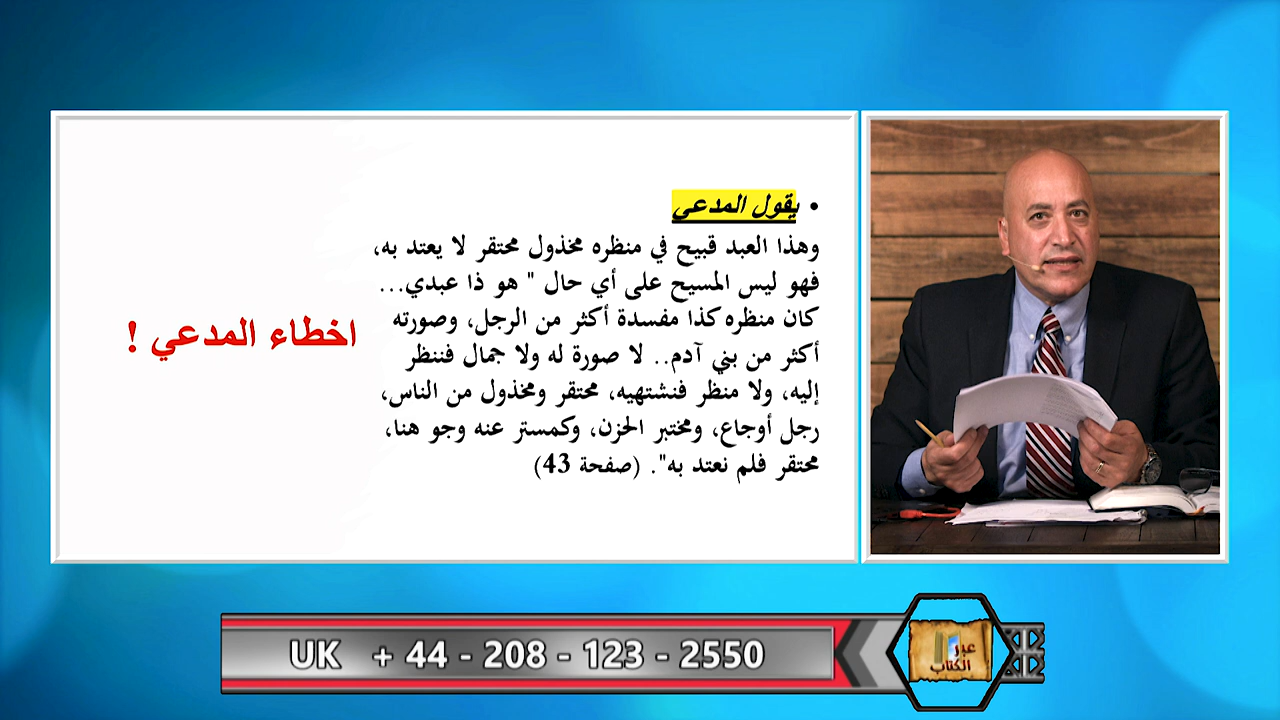 • يقول المدعي
وهذا العبد قبيح في منظره مخذول محتقر لا يعتد به،
فهو ليس المسيح على أي حال " هو ذا عبدي...
كان منظره كذا مفسدة أكثر من الرجل، وصورته
أكثر من بني آدم.. لا صورة له ولا جمال فننظر
إليه، ولا منظر فنشتهيه، محتقر ومخذول من الناس،
رجل أوجاع، ومختبر الحزن، وكمستر عنه وجو هنا،
محتقر فلم نعتد به". (صفحة 43)
اخطاء المدعي !
UK + 44 - 208 - 123 - 2550
عبر
الكتاب